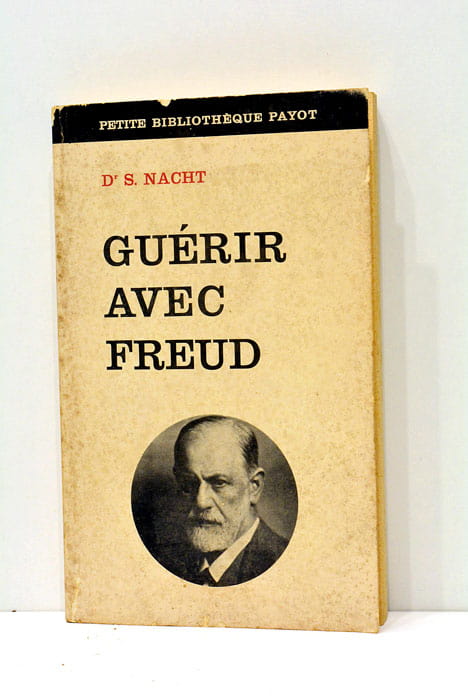 PETITE BIBLIOTHÈQUE PAYOT
Dr S. NACHT
GUÉRIR
AVEC
FREUD